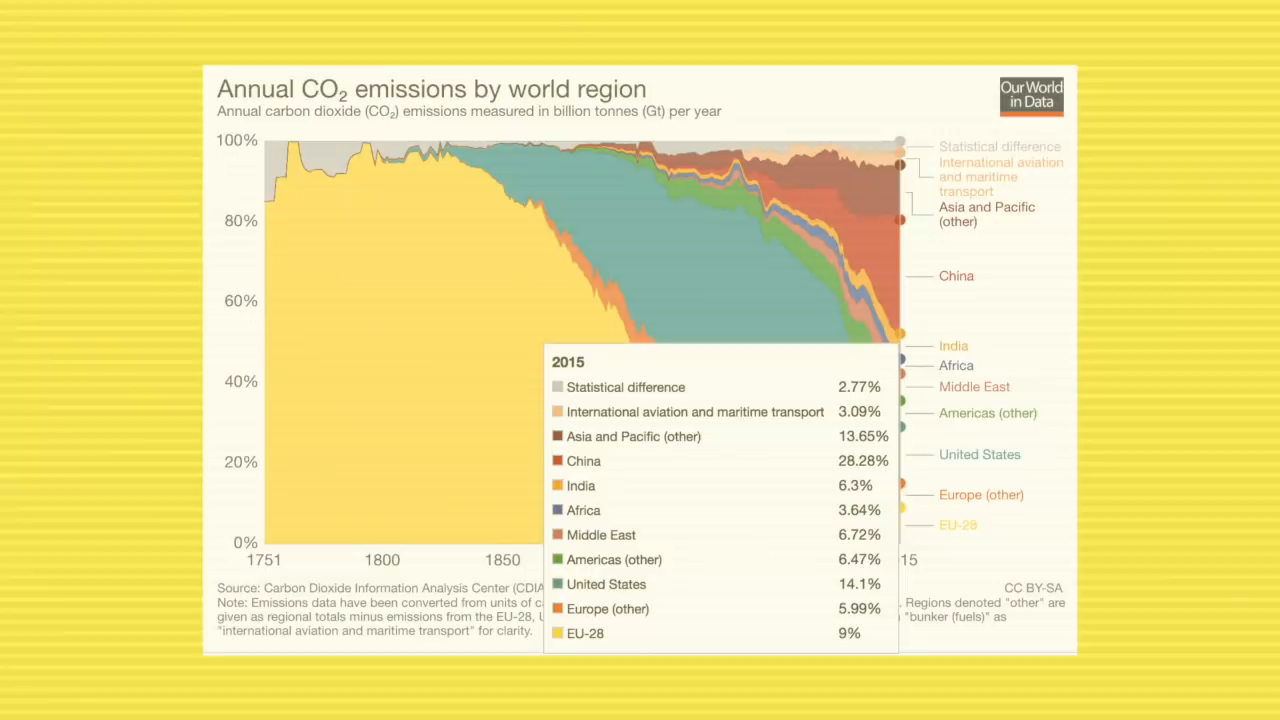 Annual CO₂ emissions by world region
Annual carbon dioxide (CO₂) emissions measured in billion tonnes (Gt) per year
Our World
in Data
100%
80%
60%
40%
20%
0%
1751
1800
1850
15
Statistical difference
International aviation
and maritime
transport
Asia and Pacific
(other)
China
India
Africa
Middle East
Americas (other)
United States
Europe (other)
EU-28
2015
Statistical difference 2.77%
International aviation and maritime transport 3.09%
Asia and Pacific (other) 13.65%
China 28.28%
India 6.3%
Africa 3.64%
Middle East 6.72%
Americas (other) 6.47%
United States 14.1%
Europe (other) 5.99%
EU-28 9%
Source: Carbon Dioxide Information Analysis Center (CDIA
CC BY-SA
Note: Emissions data have been converted from units of c . Regions denoted "other" are
given as regional totals minus emissions from the EU-28, U "bunker (fuels)" as
"international aviation and maritime transport" for clarity.